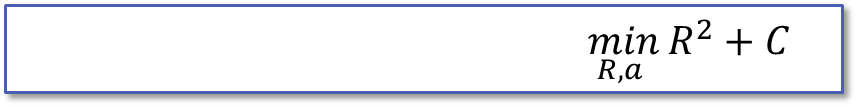 min R² + C
R,a